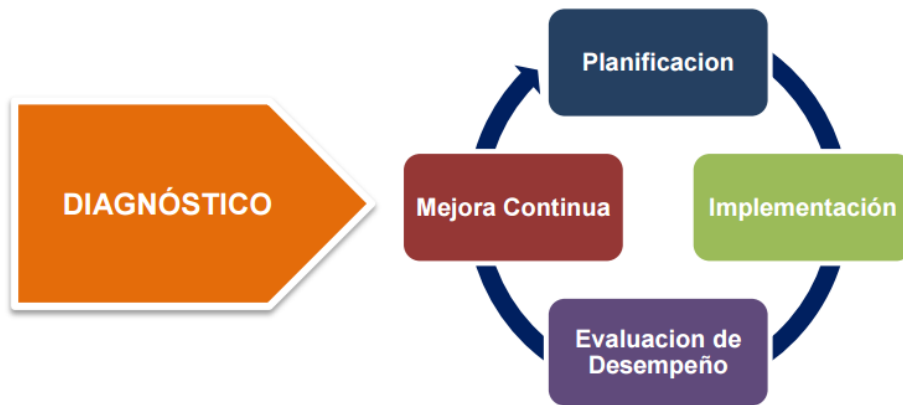 DIAGNÓSTICO
Planificacion
Implementación
Evaluacion de
Desempeño
Mejora Continua